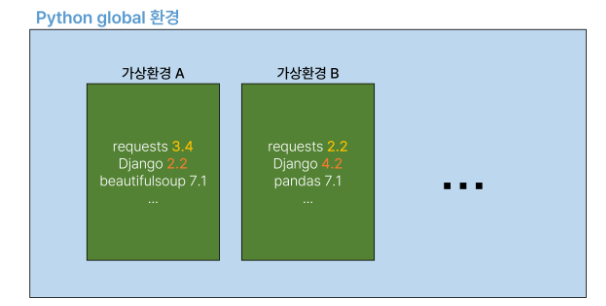 Python global 환경
가상환경 A
requests 3.4
Django 2.2
beautifulsoup 7.1
...
가상환경 B
requests 2.2
Django 4.2
pandas 7.1
...
...